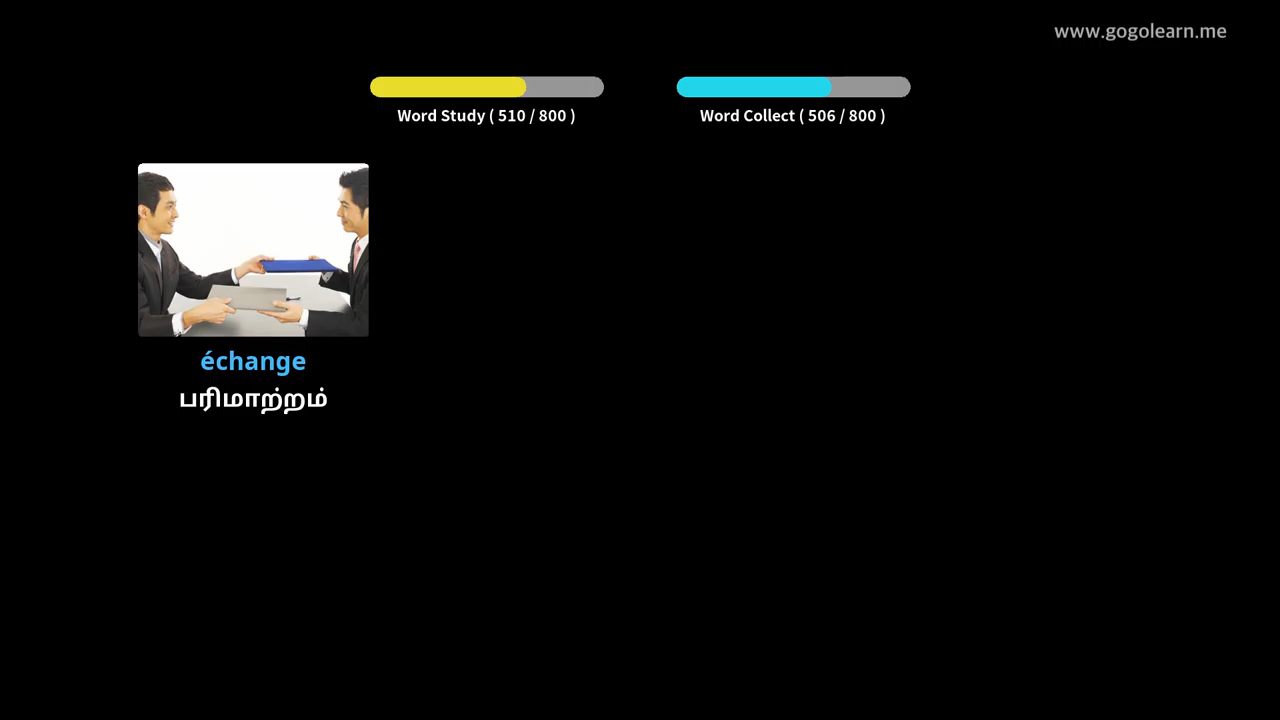 www.gogolearn.me
Word Study ( 510 / 800 )
Word Collect ( 506 / 800 )
échange
பரிமாற்றம்